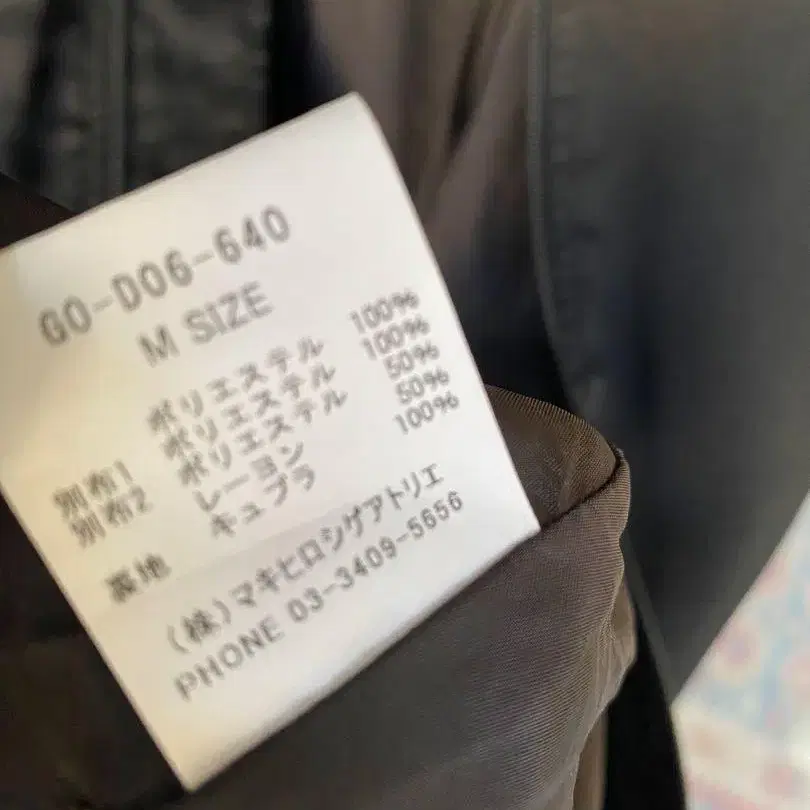 GO-D06-640
M SIZE
ポリエステル 100%
別布1 ポリエステル 100%
別布2 ポリエステル 50%
レーヨン 50%
裏地 キュプラ 100%
(株)マキヒロシゲアトリエ
PHONE 03-3409-5656